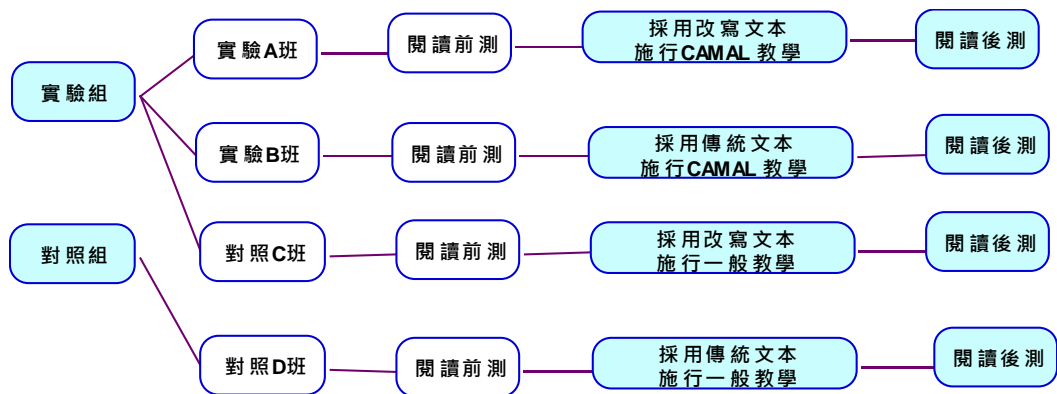 實驗組
實驗A班
閱讀前測
採用改寫文本
施行CAMAL教學
閱讀後測
實驗B班
閱讀前測
採用傳統文本
施行CAMAL教學
閱讀後測
對照組
對照C班
閱讀前測
採用改寫文本
施行一般教學
閱讀後測
對照D班
閱讀前測
採用傳統文本
施行一般教學
閱讀後測